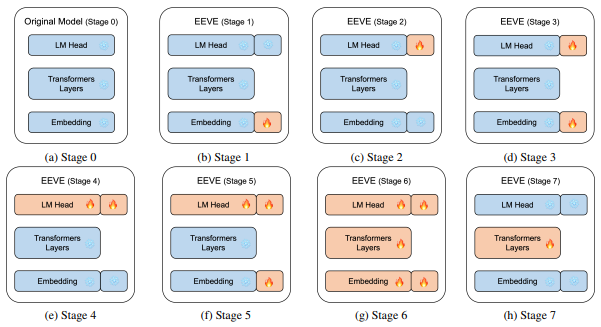 Original Model (Stage 0)
LM Head
Transformers
Layers
Embedding
(a) Stage 0
EEVE (Stage 1)
LM Head
Transformers
Layers
Embedding
(b) Stage 1
EEVE (Stage 2)
LM Head
Transformers
Layers
Embedding
(c) Stage 2
EEVE (Stage 3)
LM Head
Transformers
Layers
Embedding
(d) Stage 3
EEVE (Stage 4)
LM Head
Transformers
Layers
Embedding
(e) Stage 4
EEVE (Stage 5)
LM Head
Transformers
Layers
Embedding
(f) Stage 5
EEVE (Stage 6)
LM Head
Transformers
Layers
Embedding
(g) Stage 6
EEVE (Stage 7)
LM Head
Transformers
Layers
Embedding
(h) Stage 7